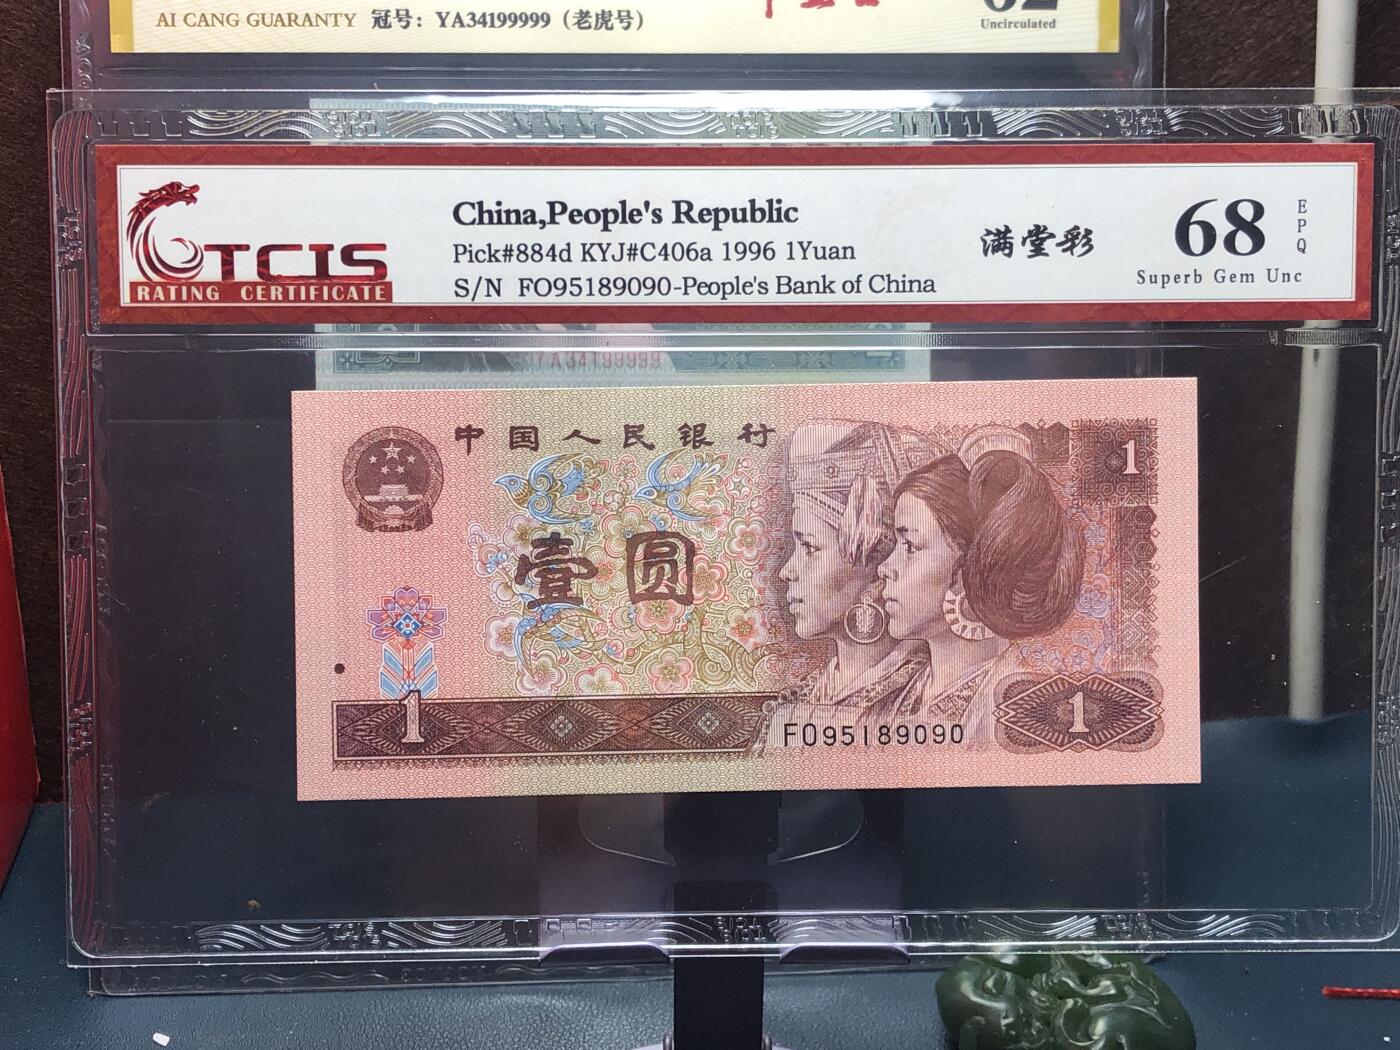 AI CANG GUARANTY 冠号：YA34199999（老虎号）
Uncirculated
TCIS
RATING CERTIFICATE
China,People's Republic
Pick#884d KYJ#C406a 1996 1Yuan
S/N FO95189090-People's Bank of China
满堂彩
68
EPQ
Superb Gem Unc
YA34199999
中国人民银行
1
壹圆
1
FO95189090
1